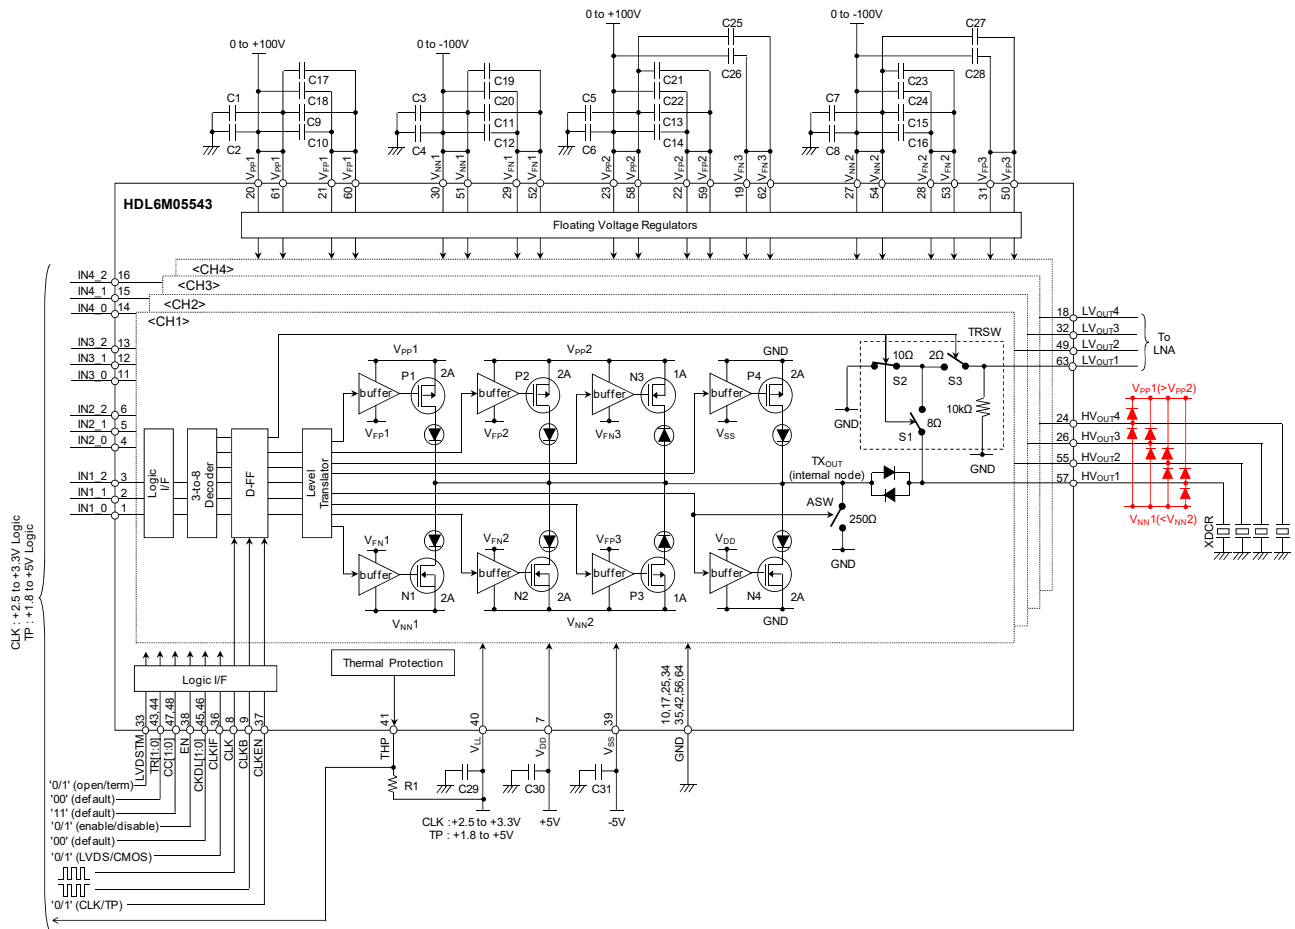 0 to +100V
0 to -100V
0 to +100V
0 to -100V
C1
C2
C17
C18
C9
C10
C3
C4
C19
C20
C11
C12
C5
C6
C21
C22
C13
C14
C25
C26
C7
C8
C23
C24
C15
C16
C27
C28
20 VPP1
61 VPP1
21 VFP1
60 VFP1
30 VNN1
51 VNN1
29 VFN1
52 VFN1
23 VPP2
58 VPP2
22 VFP2
59 VFP2
19 VFN3
62 VFN3
27 VNN2
54 VNN2
28 VFN2
53 VFN2
31 VFP3
50 VFP3
HDL6M05543
Floating Voltage Regulators
<CH4>
<CH3>
<CH2>
<CH1>
IN4_2 16
IN4_1 15
IN4_0 14
IN3_2 13
IN3_1 12
IN3_0 11
IN2_2 6
IN2_1 5
IN2_0 4
IN1_2 3
IN1_1 2
IN1_0 1
CLK : +2.5 to +3.3V Logic
TP : +1.8 to +5V Logic
Logic
I/F
3-to-8
Decoder
D-FF
Level
Translator
VPP1
VPP2
GND
buffer
P1
2A
VFP1
buffer
P2
2A
VFP2
buffer
N3
1A
VFN3
buffer
P4
2A
VSS
VFN1
buffer
N1
2A
VNN1
VFN2
buffer
N2
2A
VFP3
buffer
P3
1A
VNN2
VDD
buffer
N4
2A
GND
TRSW
10Ω
S2
2Ω
S3
10kΩ
GND
S1
8Ω
GND
TXOUT
(internal node)
ASW
250Ω
GND
18 LVOUT4
32 LVOUT3
49 LVOUT2
63 LVOUT1
To
LNA
24 HVOUT4
26 HVOUT3
55 HVOUT2
57 HVOUT1
VPP1(>VPP2)
VNN1(<VNN2)
XDCR
Logic I/F
Thermal Protection
33 LVDSTM
43,44 TR[1:0]
47,48 CC[1:0]
38 EN
45,46 CKDL[1:0]
36 CLKIF
8 CLK
9 CLKB
37 CLKEN
41 THP
40 VLL
7 VDD
39 VSS
10,17,25,34
35,42,56,64
GND
R1
C29
C30
C31
CLK :+2.5 to +3.3V
TP : +1.8 to +5V
+5V
-5V
'0/1' (open/term)
'00' (default)
'11' (default)
'0/1' (enable/disable)
'00' (default)
'0/1' (LVDS/CMOS)
'0/1' (CLK/TP)